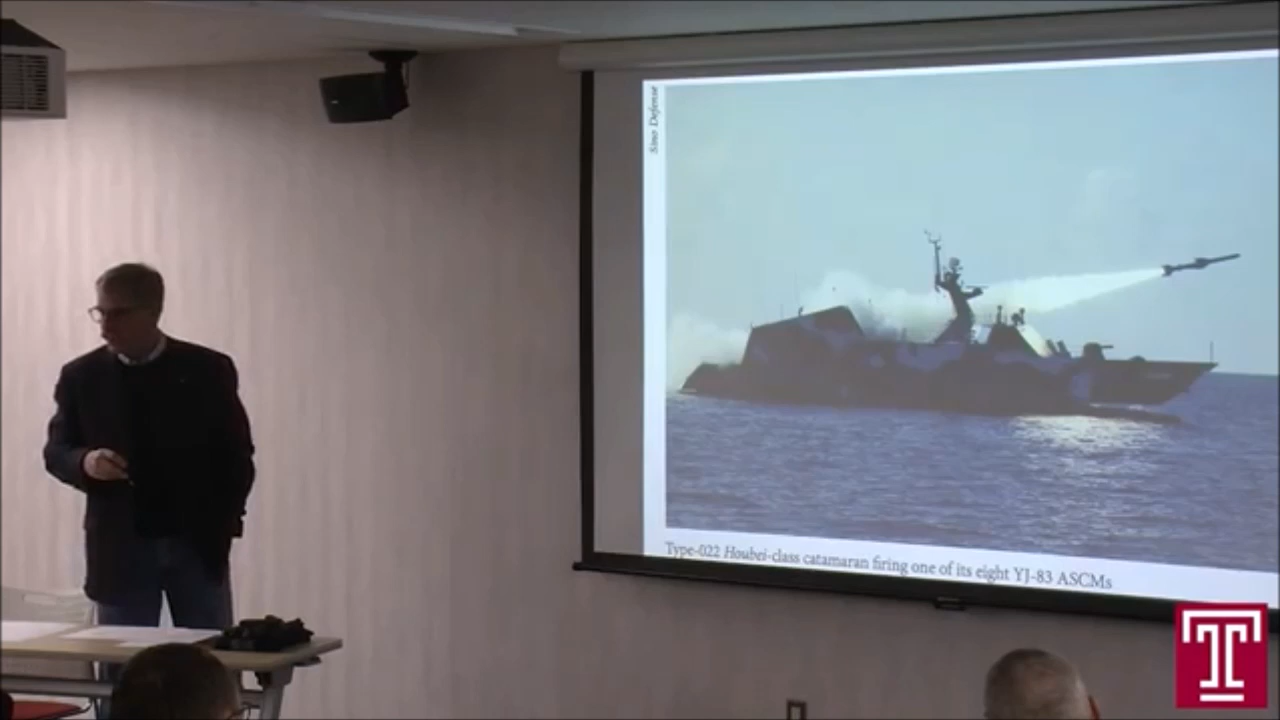 Sino Defense
Type-022 Houbei-class catamaran firing one of its eight YJ-83 ASCMs
T